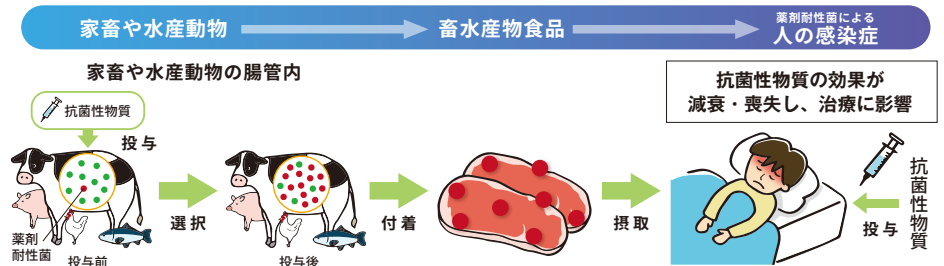 家畜や水産動物
畜水産物食品
薬剤耐性菌による
人の感染症
家畜や水産動物の腸管内
抗菌性物質
投与
薬剤
耐性菌
投与前
選択
投与後
付着
摂取
抗菌性物質の効果が
減衰・喪失し、治療に影響
投与
抗菌性物質